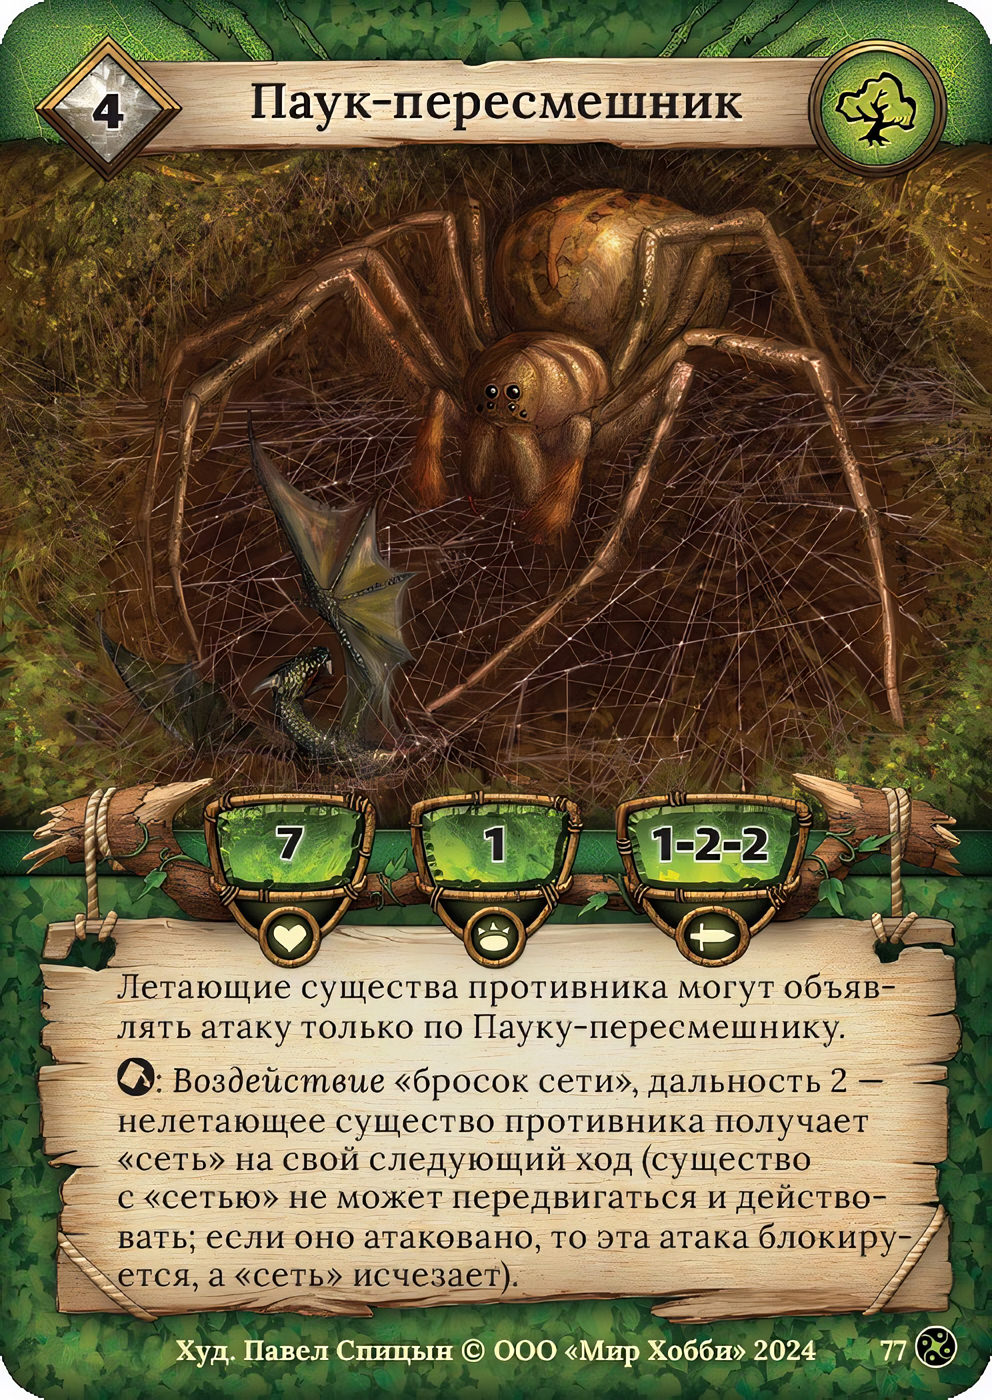 4
Паук-пересмешник
7
1
1-2-2
Летающие существа противника могут объяв-
лять атаку только по Пауку-пересмешнику.
: Воздействие «бросок сети», дальность 2 —
нелетающее существо противника получает
«сеть» на свой следующий ход (существо
с «сетью» не может передвигаться и действо-
вать; если оно атаковано, то эта атака блокиру-
ется, а «сеть» исчезает).
Худ. Павел Спицын © ООО «Мир Хобби» 2024
77